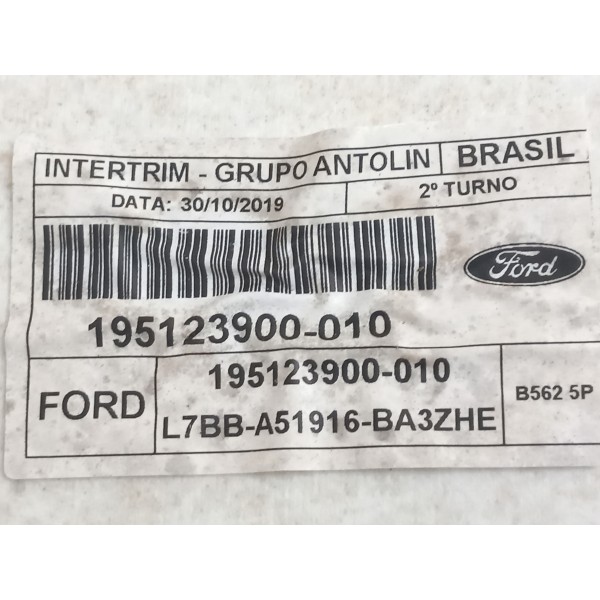 INTERTRIM - GRUPO ANTOLIN BRASIL
DATA: 30/10/2019 2º TURNO
Ford
195123900-010
FORD 195123900-010 B562 5P
L7BB-A51916-BA3ZHE